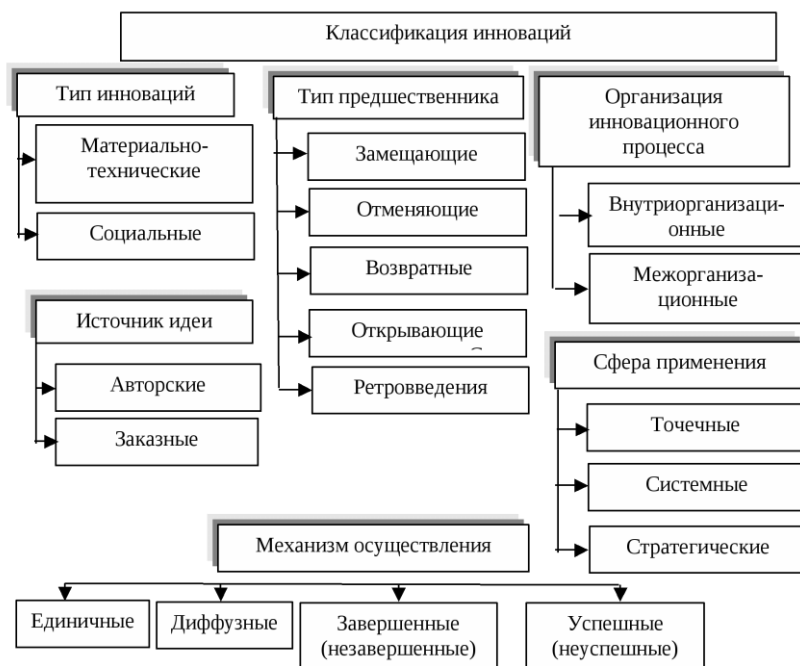 Классификация инноваций
Тип инноваций
Материально-
технические
Социальные
Источник идеи
Авторские
Заказные
Тип предшественника
Замещающие
Отменяющие
Возвратные
Открывающие
Ретровведения
Организация
инновационного
процесса
Внутриорганизаци-
онные
Межорганиза-
ционные
Сфера применения
Точечные
Системные
Стратегические
Механизм осуществления
Единичные
Диффузные
Завершенные
(незавершенные)
Успешные
(неуспешные)